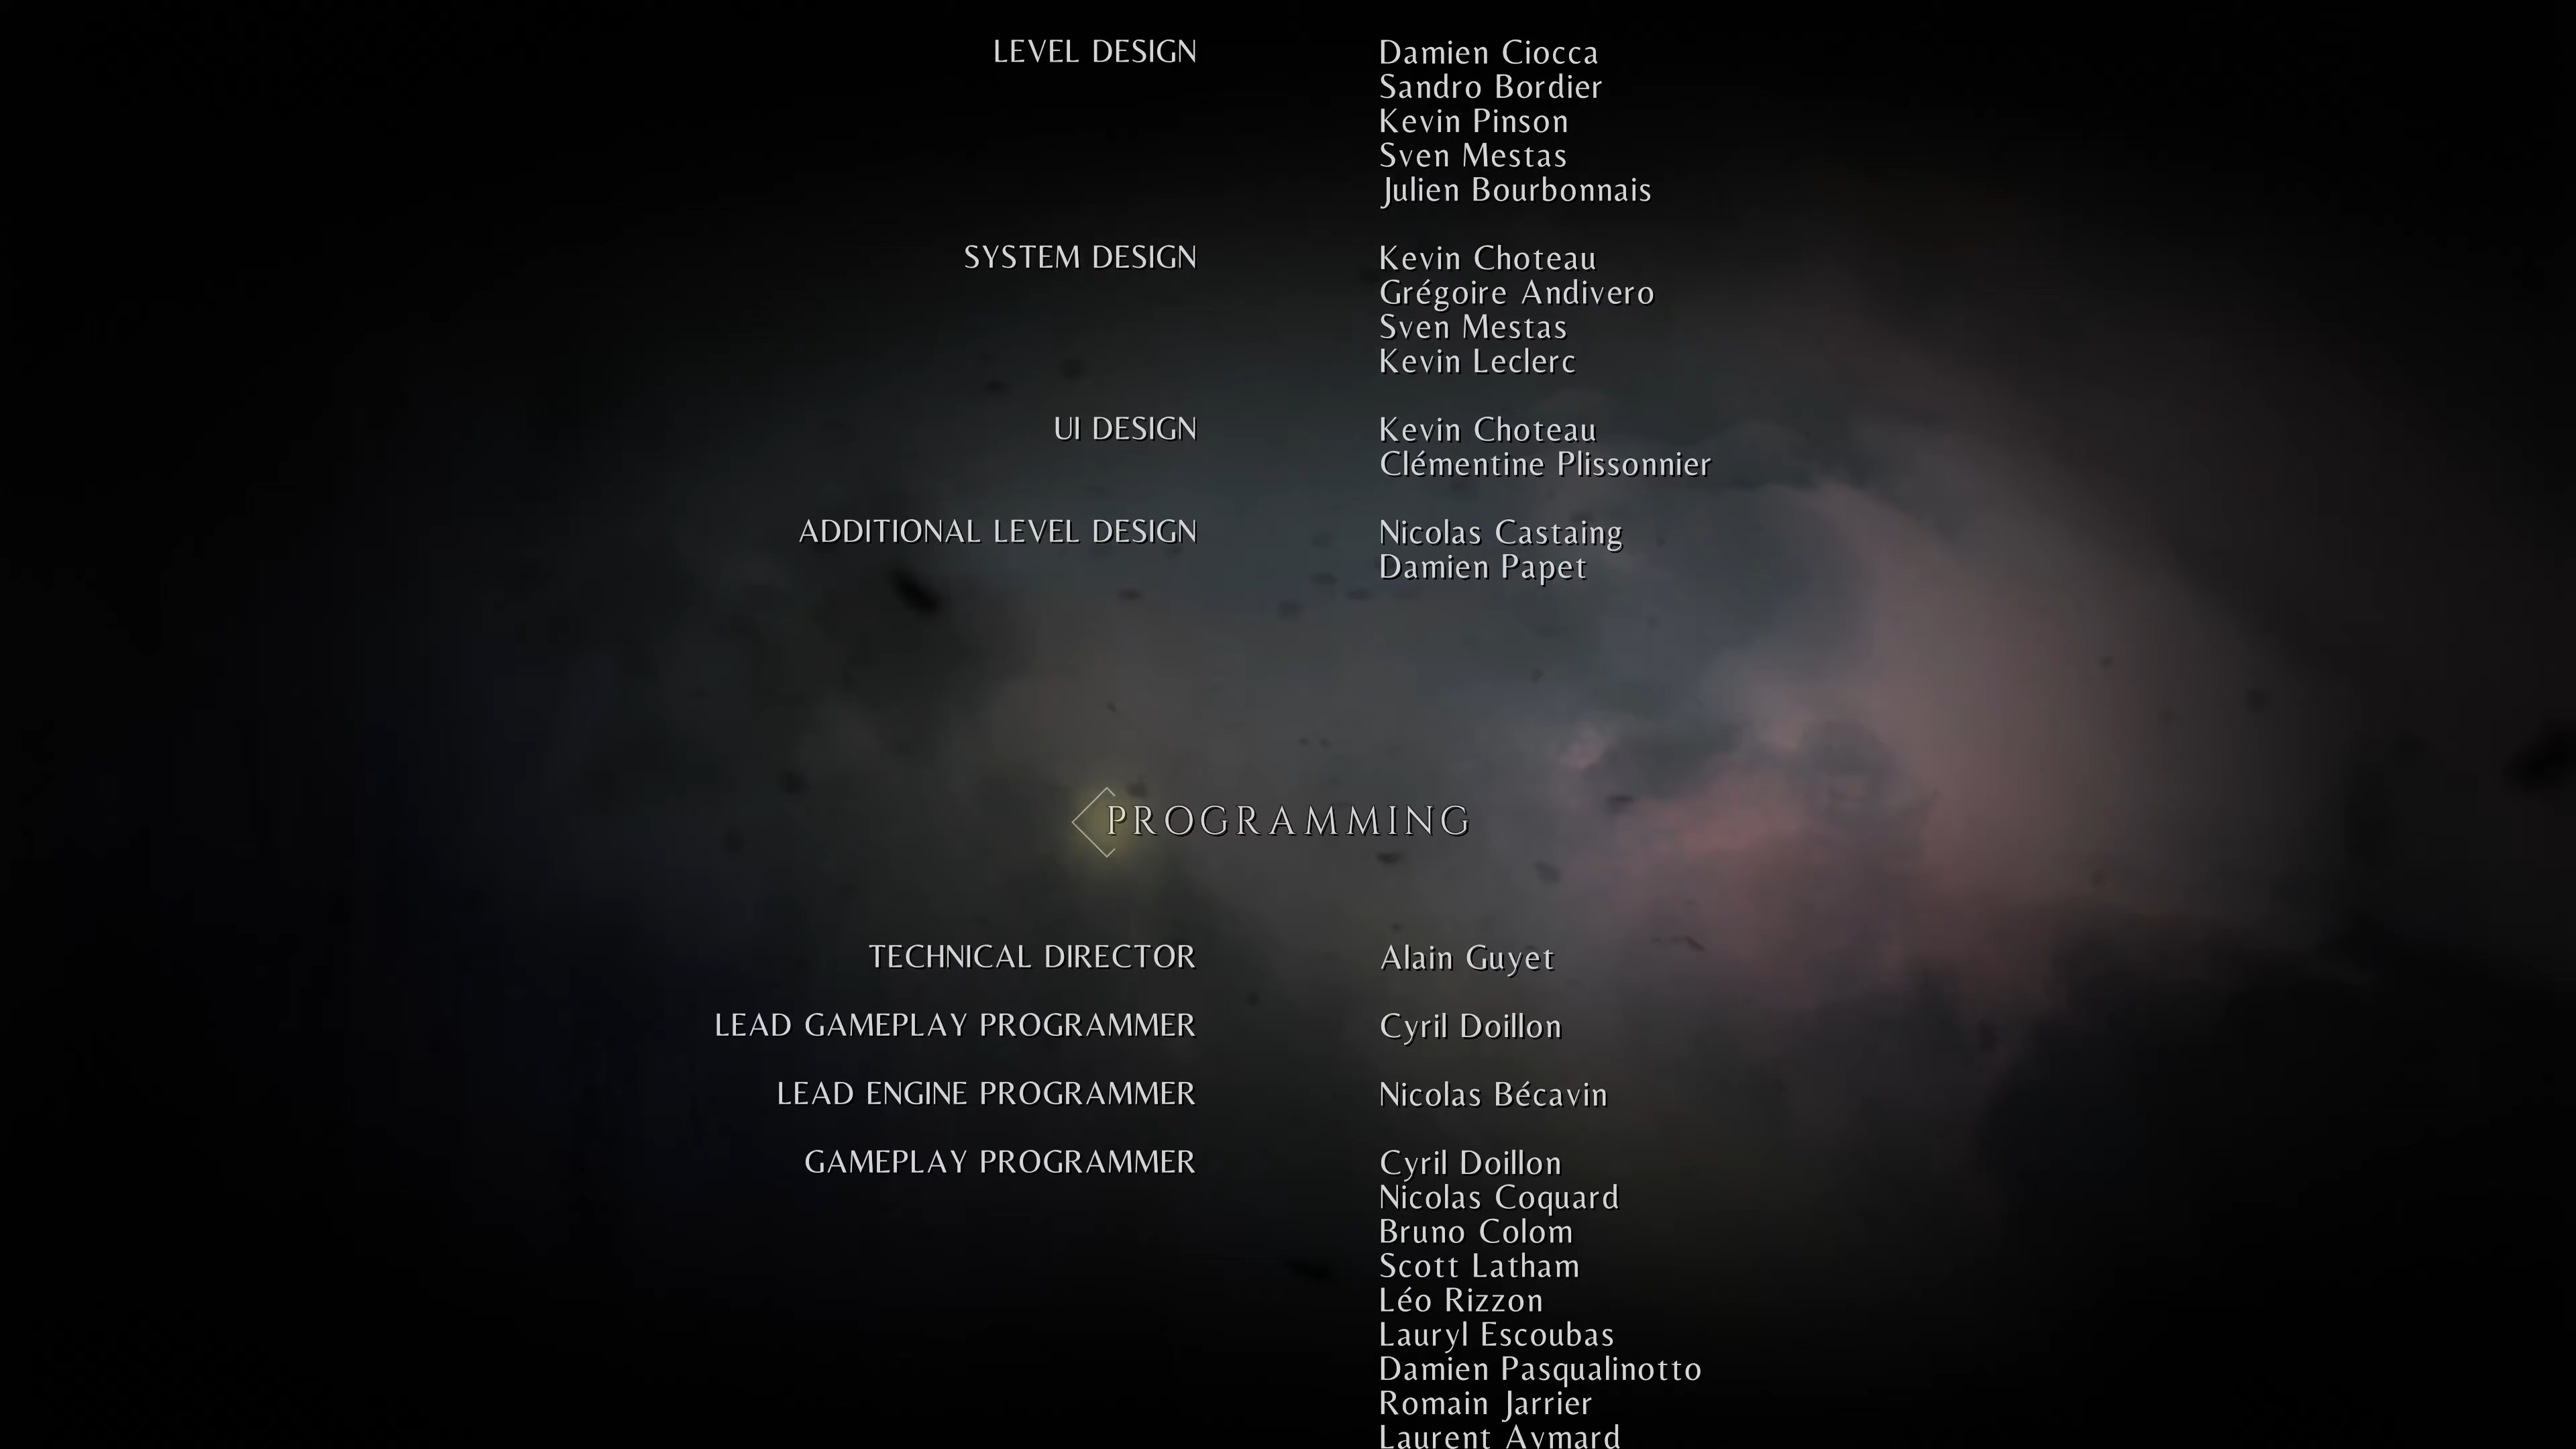 LEVEL DESIGN Damien Ciocca
Sandro Bordier
Kevin Pinson
Sven Mestas
Julien Bourbonnais
SYSTEM DESIGN Kevin Choteau
Grégoire Andivero
Sven Mestas
Kevin Leclerc
UI DESIGN Kevin Choteau
Clémentine Plissonnier
ADDITIONAL LEVEL DESIGN Nicolas Castaing
Damien Papet
PROGRAMMING
TECHNICAL DIRECTOR Alain Guyet
LEAD GAMEPLAY PROGRAMMER Cyril Doillon
LEAD ENGINE PROGRAMMER Nicolas Bécavin
GAMEPLAY PROGRAMMER Cyril Doillon
Nicolas Coquard
Bruno Colom
Scott Latham
Léo Rizzon
Lauryl Escoubas
Damien Pasqualinotto
Romain Jarrier
Laurent Aymard